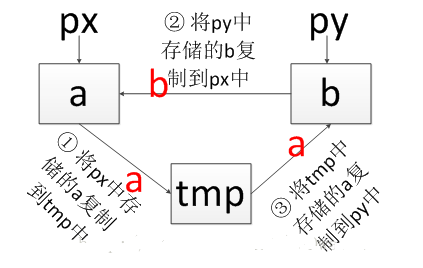 px
② 将py中
存储的b复
制到px中
py
a
b
b
① 将px中存
储的a复制
到tmp中
a
tmp
a
③ 将tmp中
存储的a复
制到py中